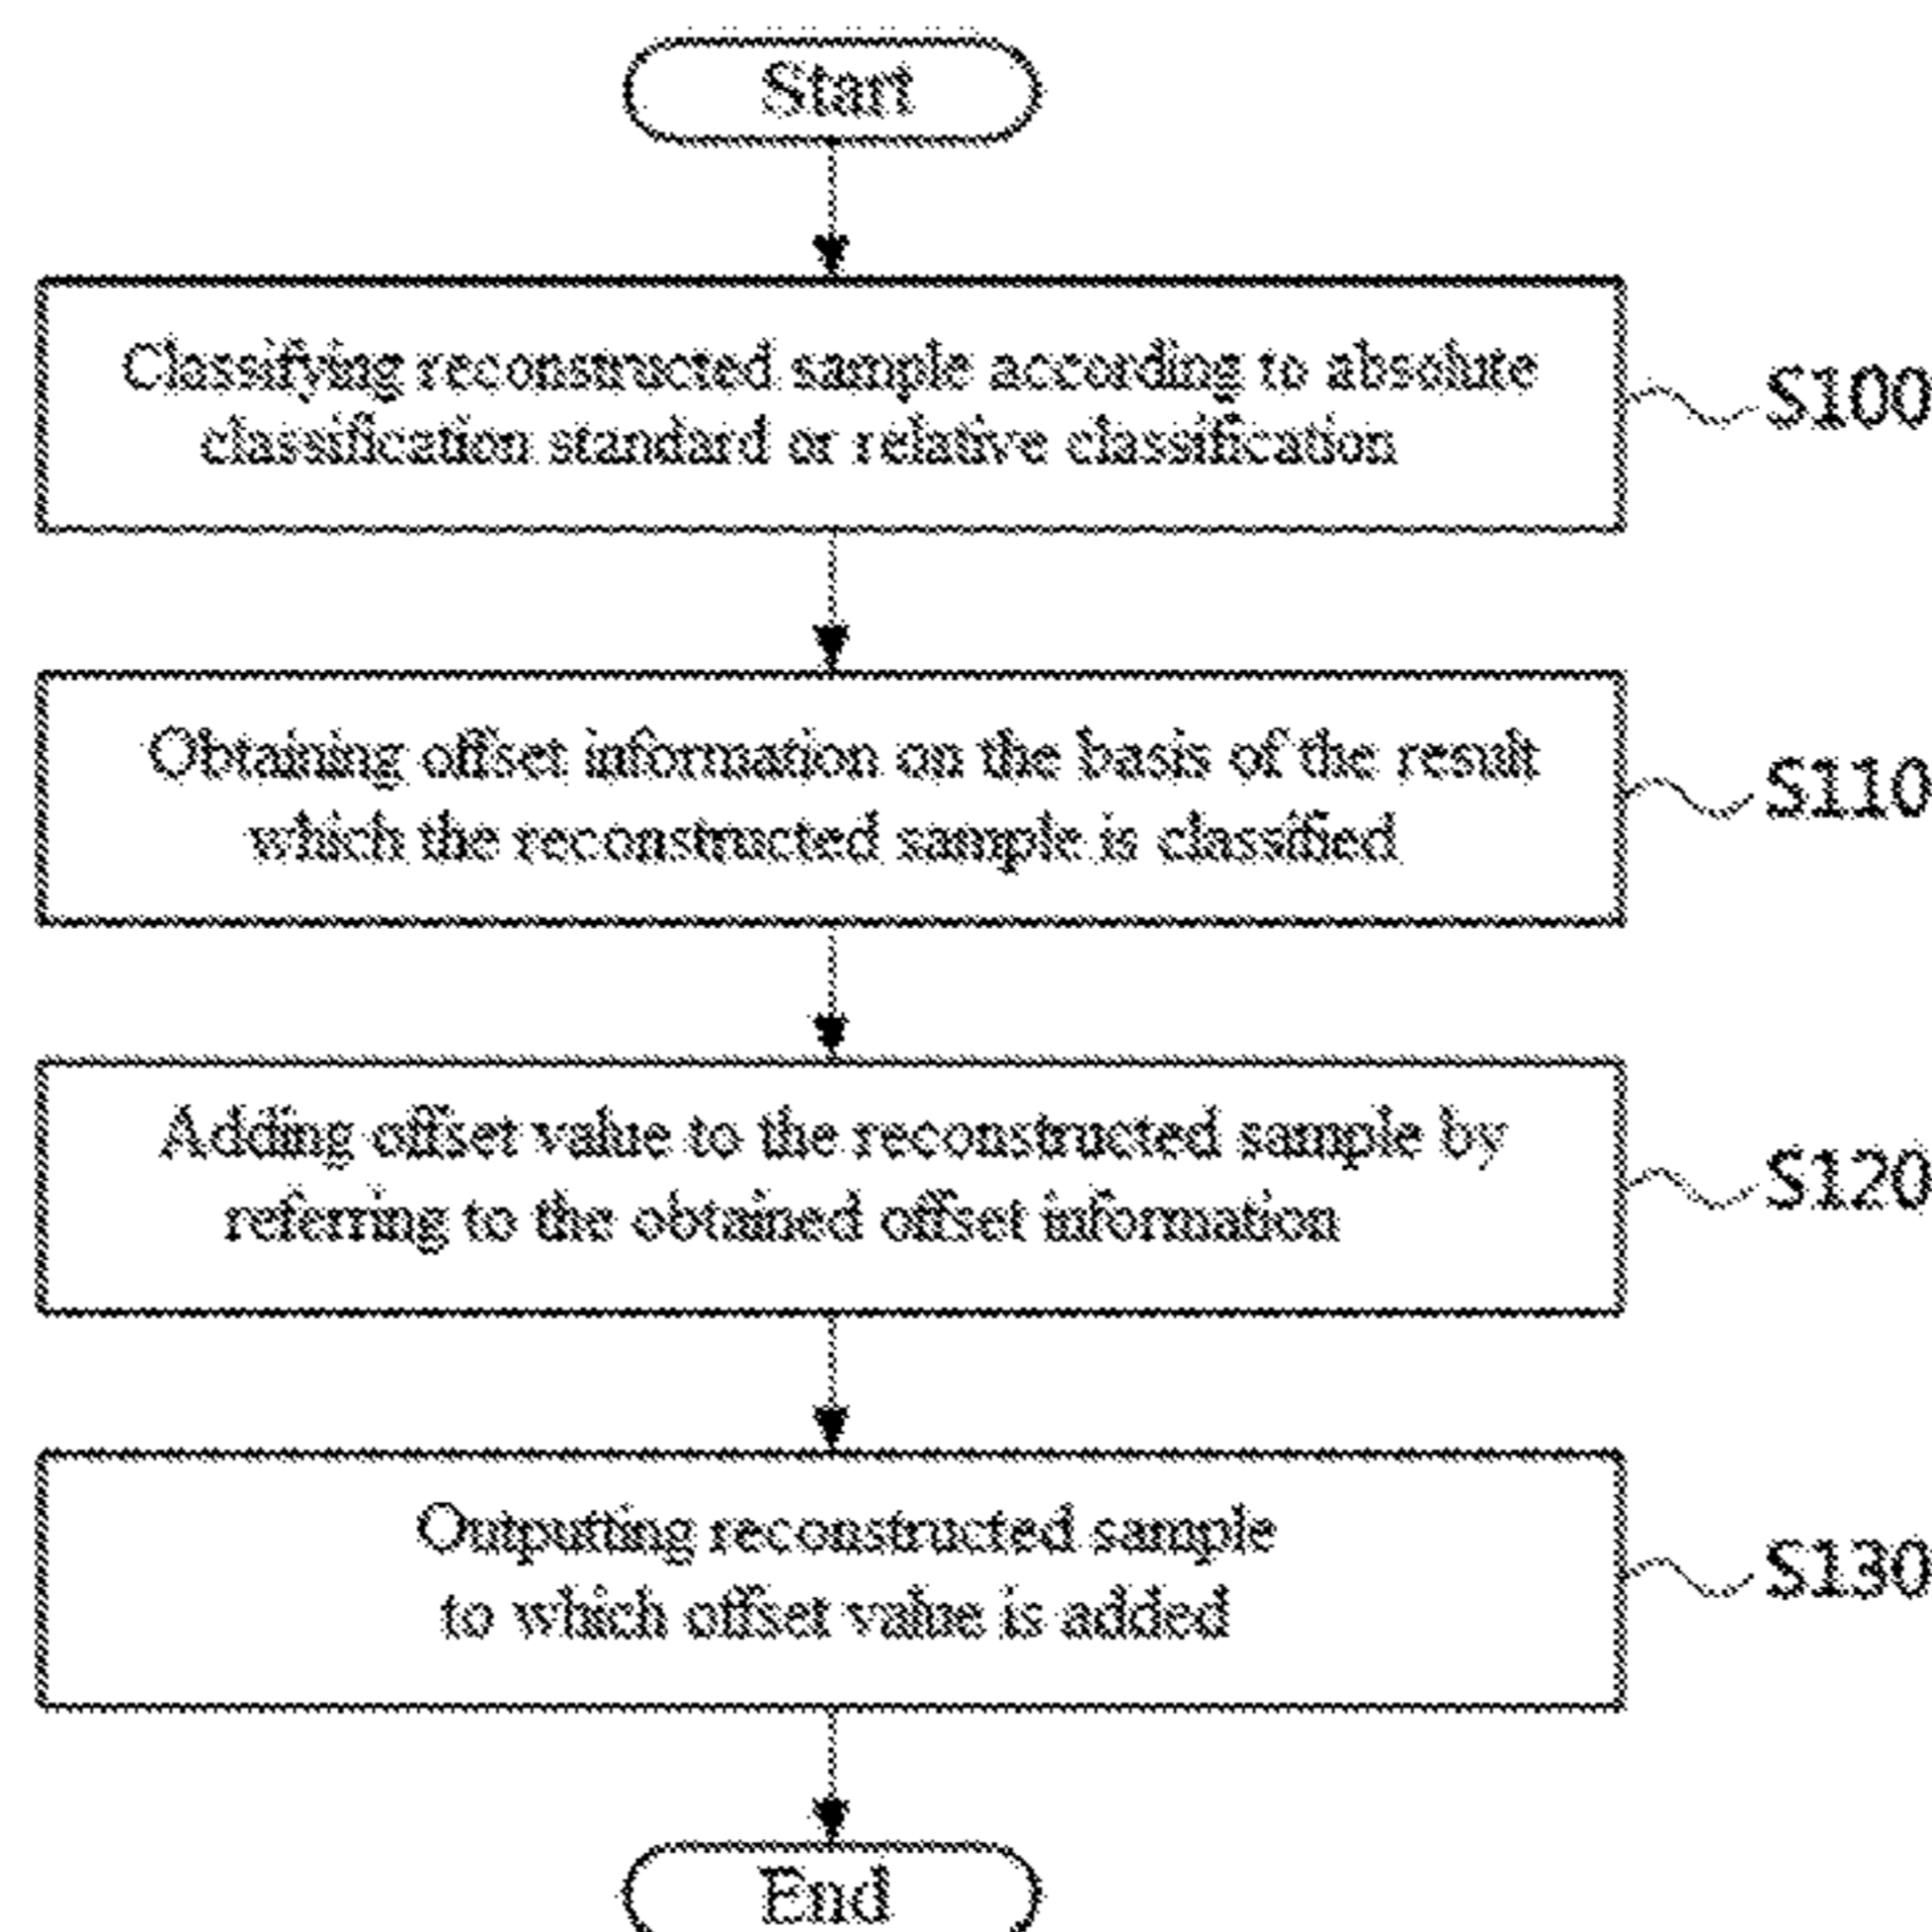 Start
Classifying reconstructed sample according to absolute
classification standard or relative classification
S100
Obtaining offset information on the basis of the result
which the reconstructed sample is classified
S110
Adding offset value to the reconstructed sample by
referring to the obtained offset information
S120
Outputting reconstructed sample
to which offset value is added
S130
End